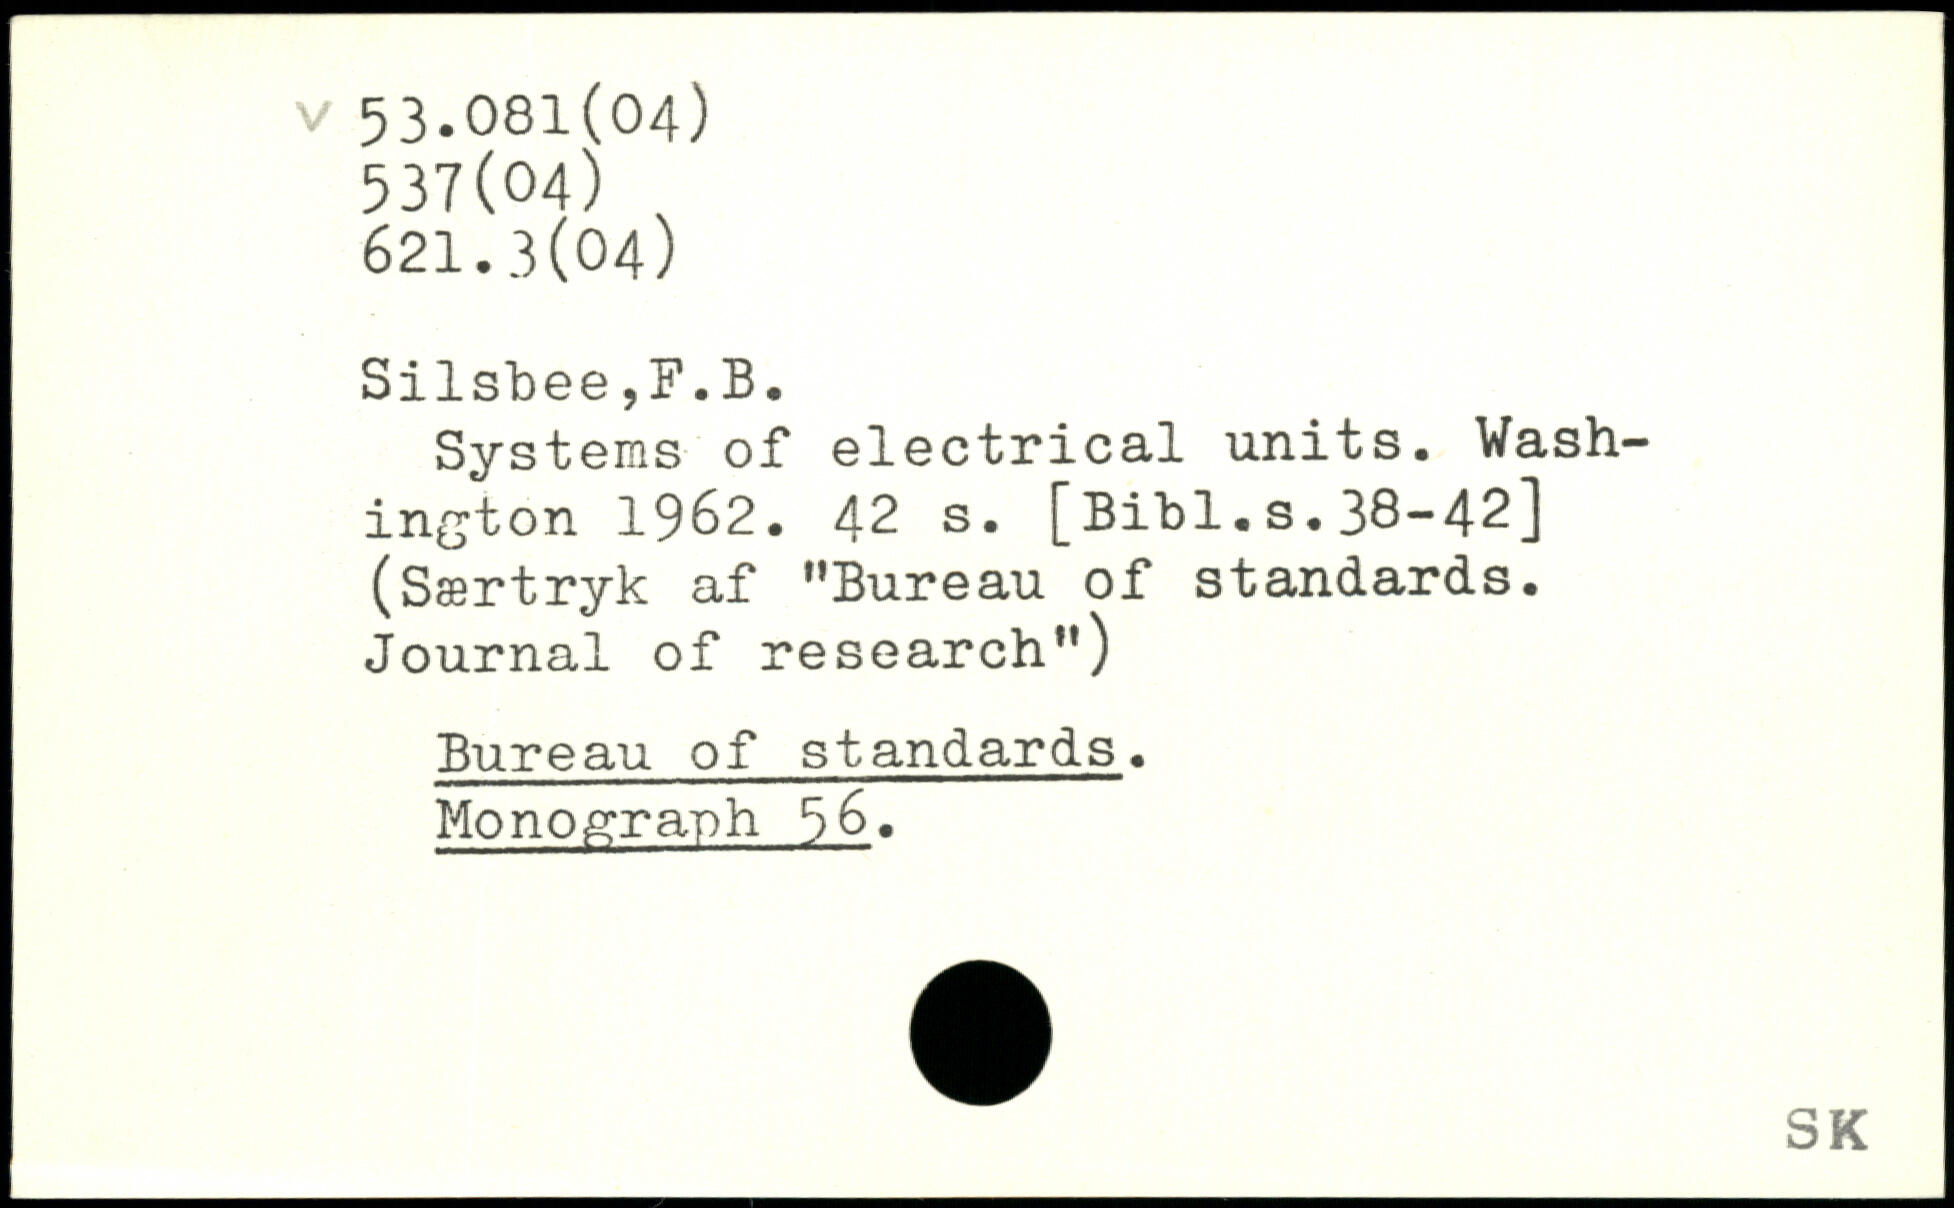 v 53.081(04)
537(04)
621.3(04)
Silsbee,F.B.
Systems of electrical units. Wash-
ington 1962. 42 s. [Bibl.s.38-42]
(Særtryk af "Bureau of standards.
Journal of research")
Bureau of standards.
Monograph 56.
SK